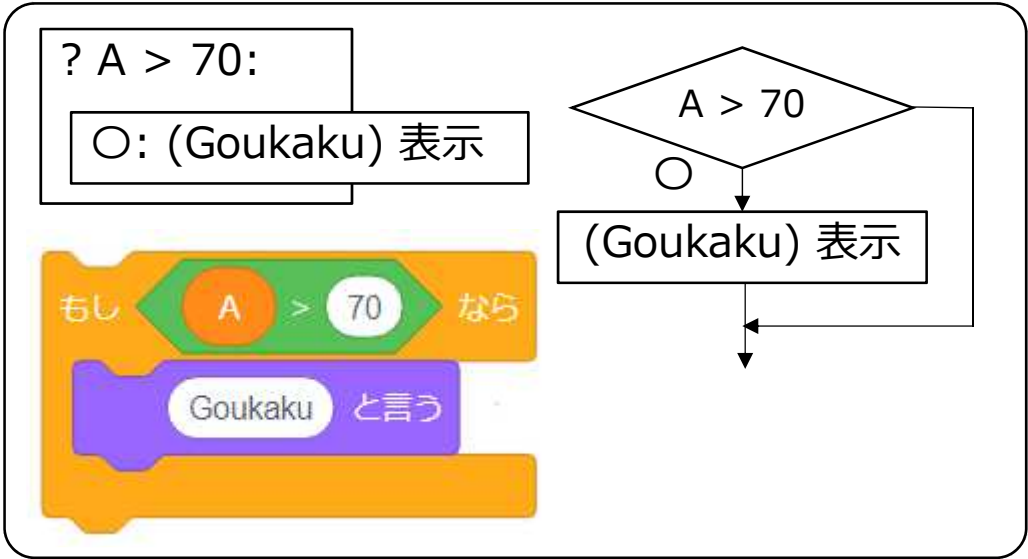 ? A > 70:
〇: (Goukaku) 表示
A > 70
〇
(Goukaku) 表示
もし A > 70 なら
Goukaku と言う